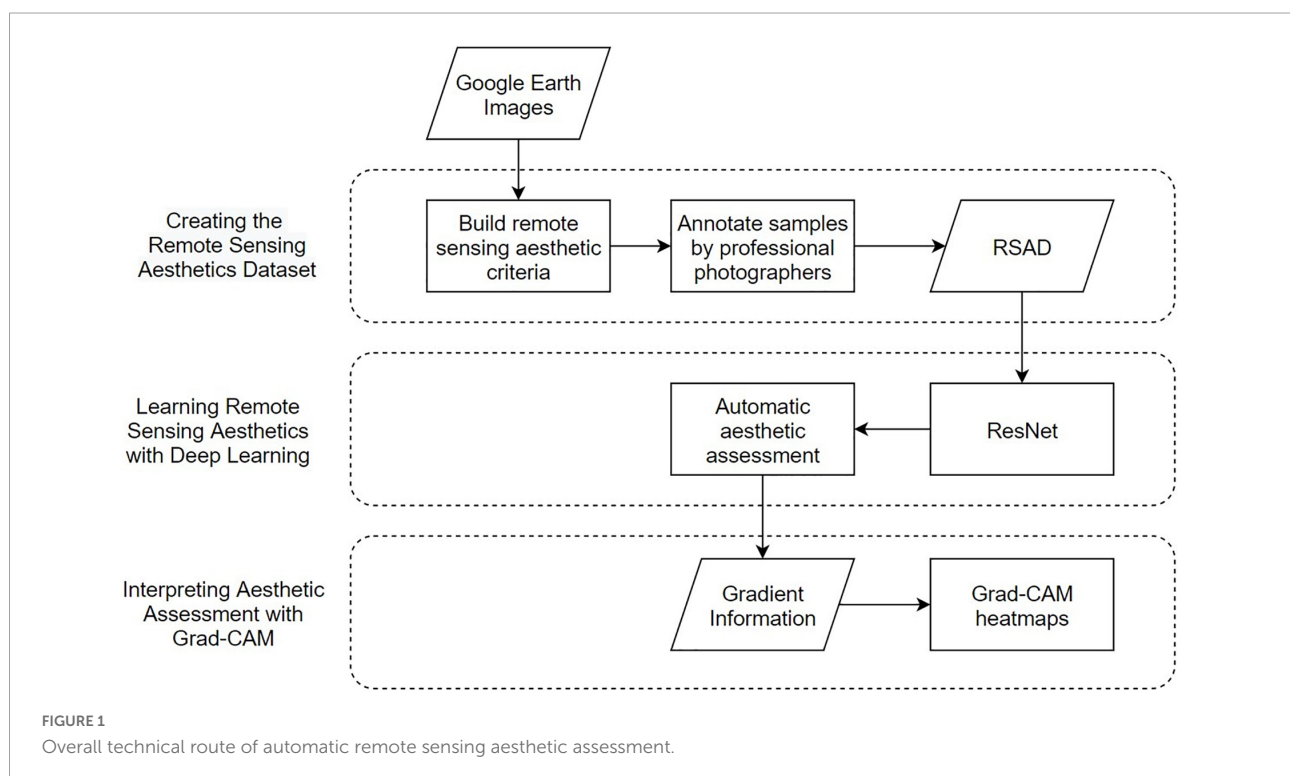 Google Earth
Images
Creating the
Remote Sensing
Aesthetics Dataset
Build remote
sensing aesthetic
criteria
Annotate samples
by professional
photographers
RSAD
Learning Remote
Sensing Aesthetics
with Deep Learning
Automatic
aesthetic
assessment
ResNet
Interpreting Aesthetic
Assessment with
Grad-CAM
Gradient
Information
Grad-CAM
heatmaps
FIGURE 1
Overall technical route of automatic remote sensing aesthetic assessment.